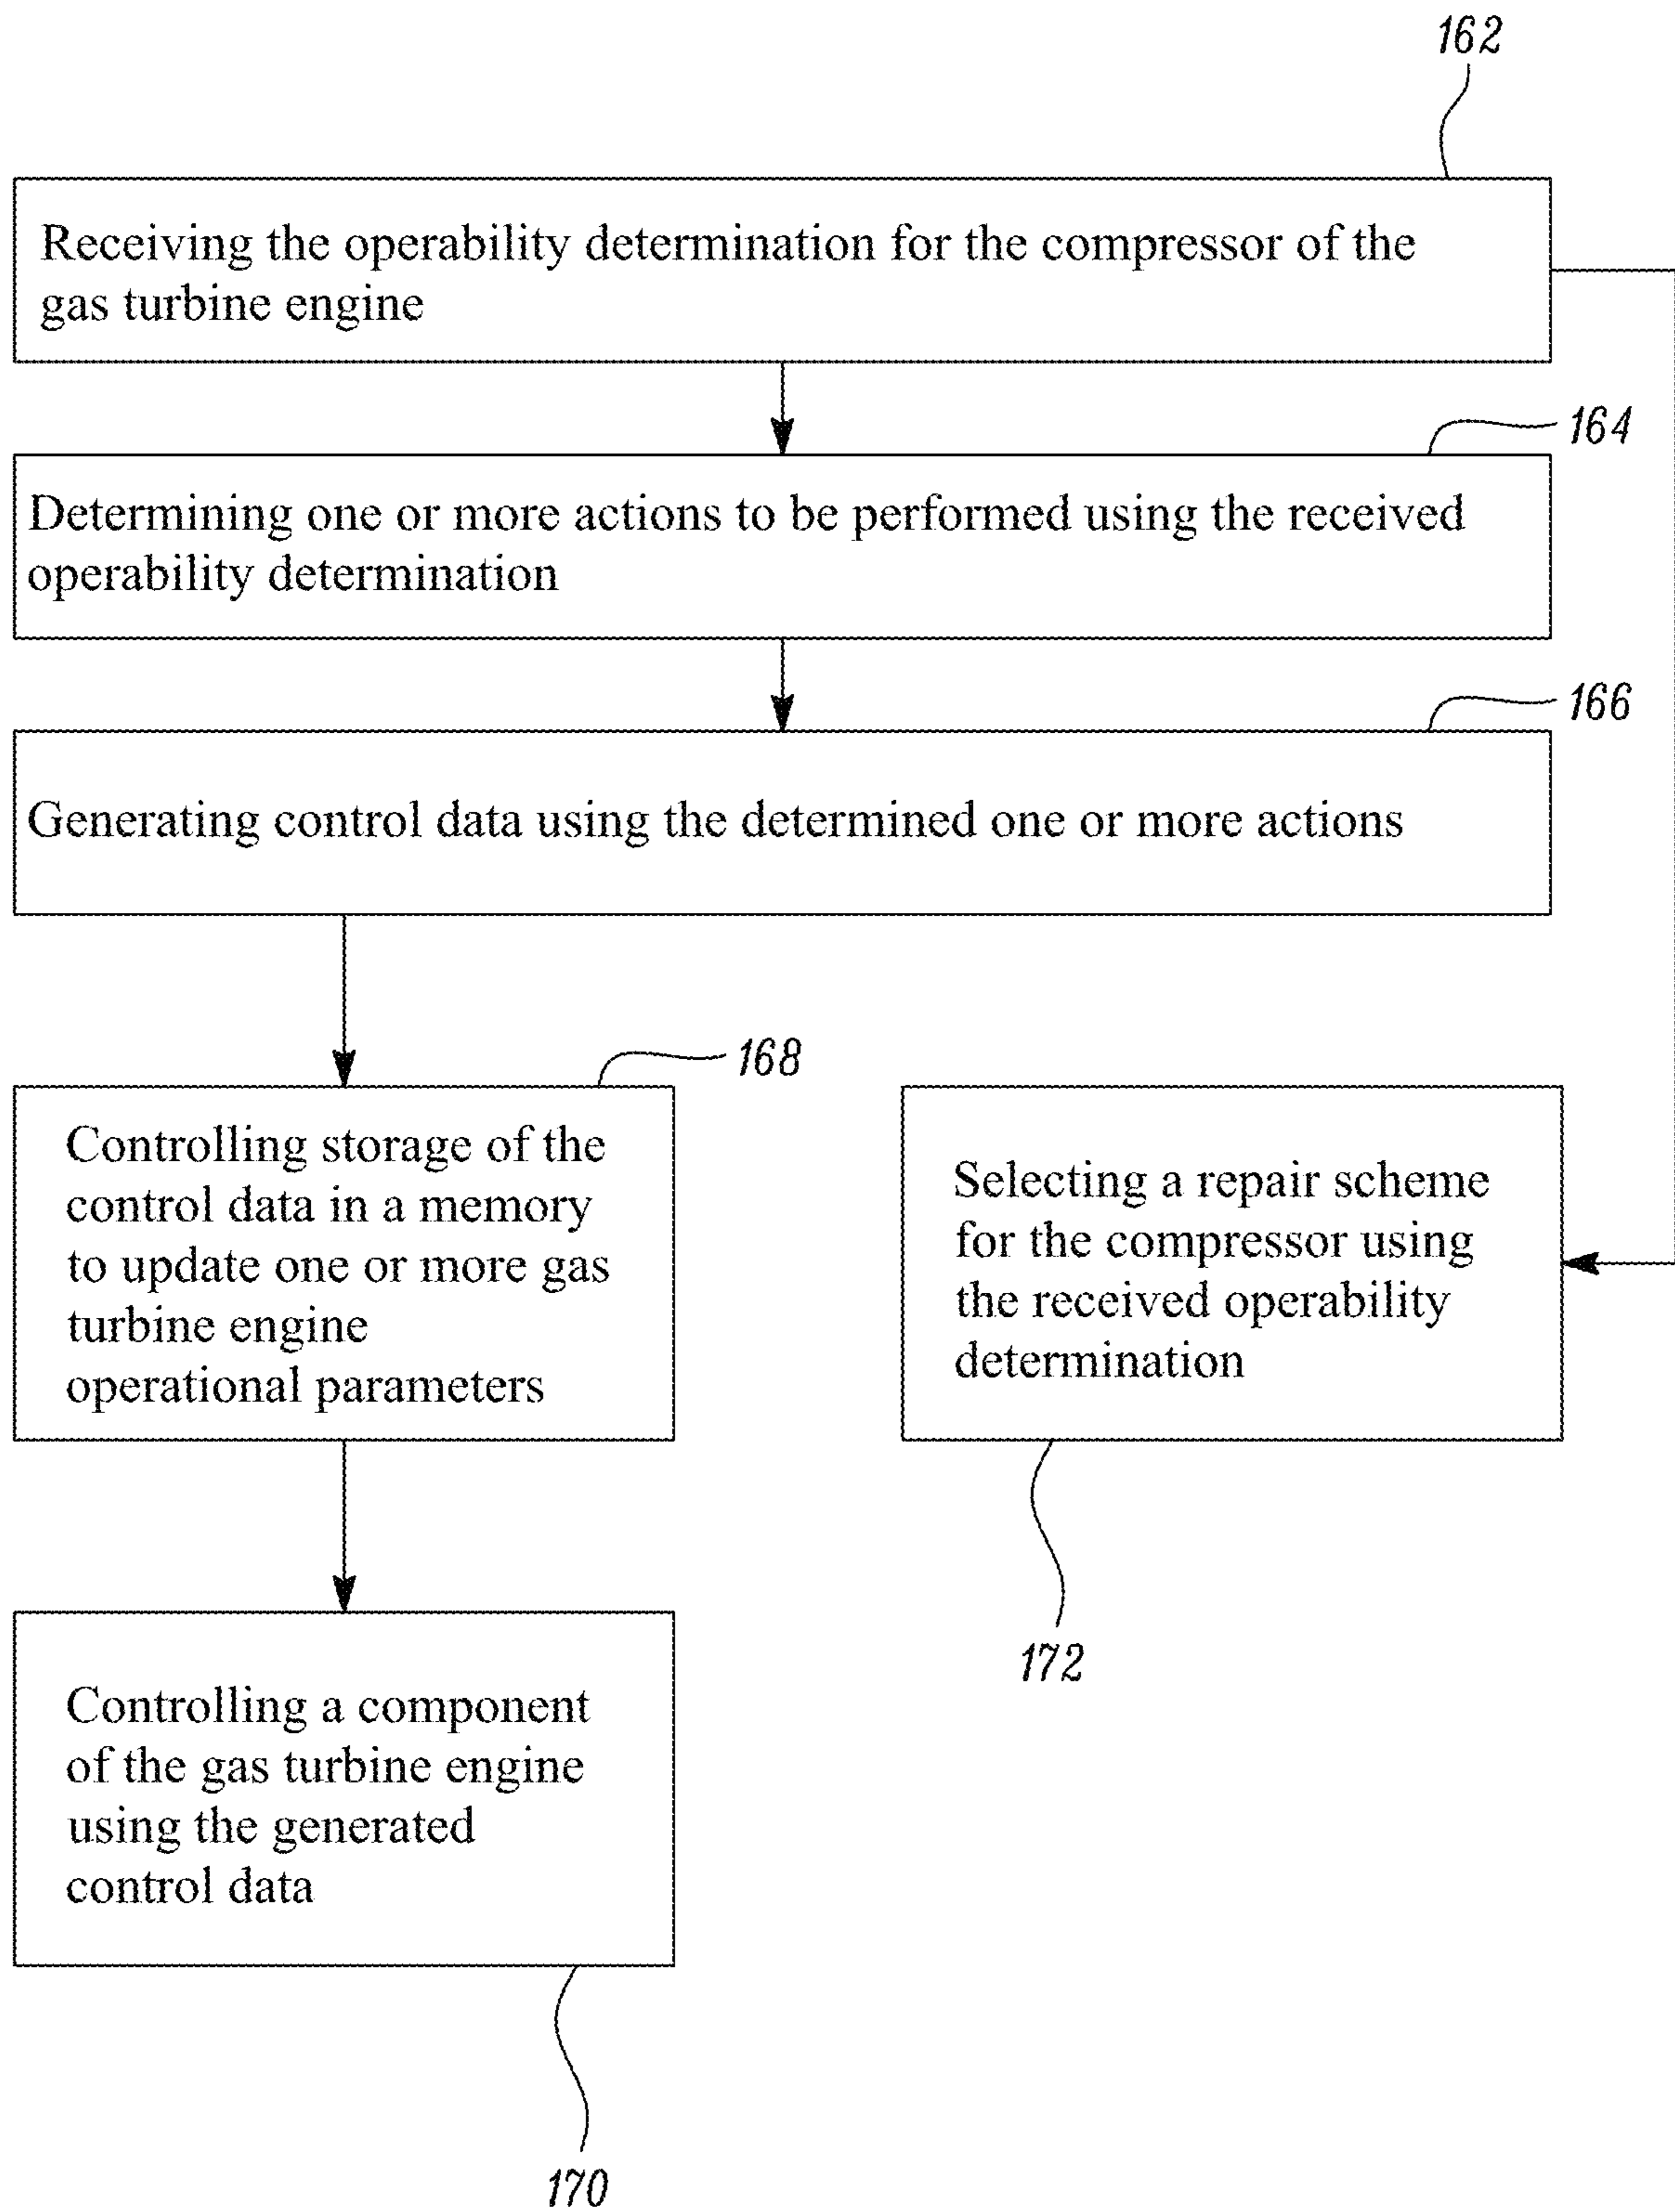 162
Receiving the operability determination for the compressor of the
gas turbine engine
164
Determining one or more actions to be performed using the received
operability determination
166
Generating control data using the determined one or more actions
168
Controlling storage of the
control data in a memory
to update one or more gas
turbine engine
operational parameters
Selecting a repair scheme
for the compressor using
the received operability
determination
172
Controlling a component
of the gas turbine engine
using the generated
control data
170